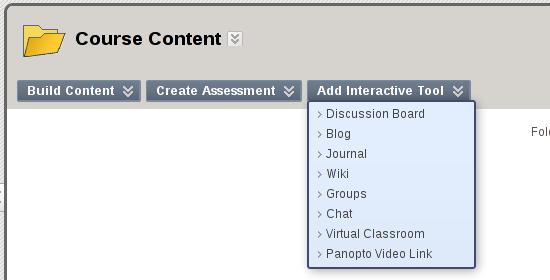 Course Content
Build Content Create Assessment Add Interactive Tool
Discussion Board
Blog
Journal
Wiki
Groups
Chat
Virtual Classroom
Panopto Video Link